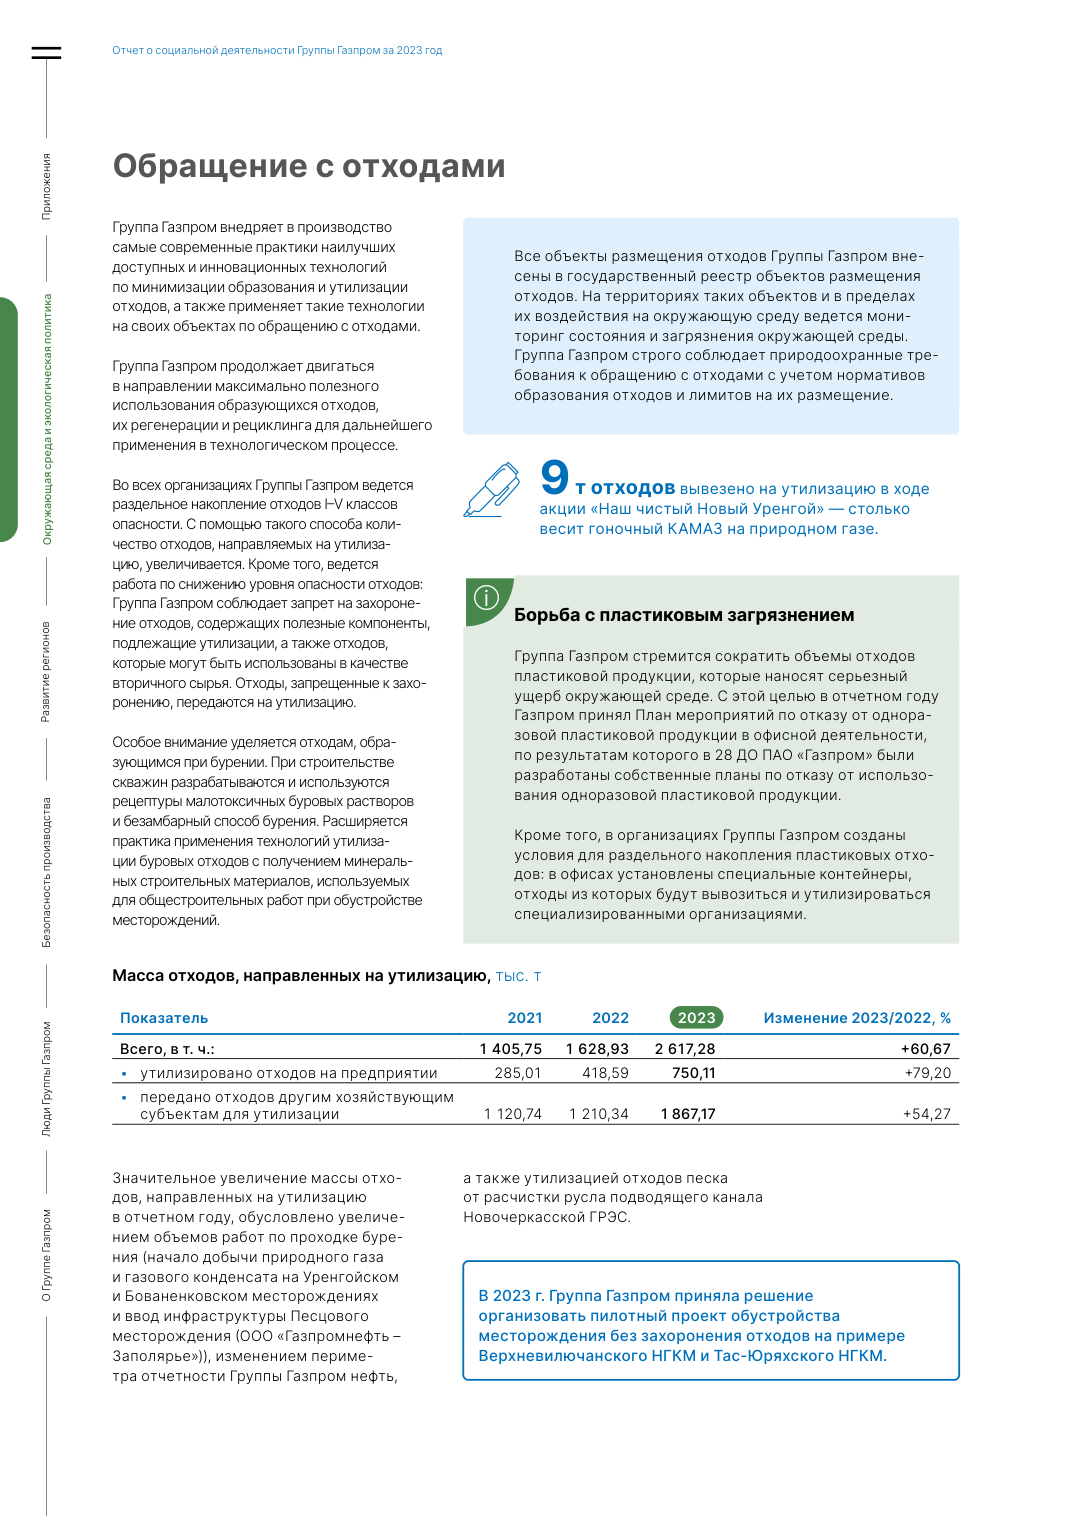 Отчет о социальной деятельности Группы Газпром за 2023 год
Приложения
Окружающая среда и экологическая политика
Развитие регионов
Безопасность производства
Люди Группы Газпром
О Группе Газпром
Обращение с отходами
Группа Газпром внедряет в производство
самые современные практики наилучших
доступных и инновационных технологий
по минимизации образования и утилизации
отходов, а также применяет такие технологии
на своих объектах по обращению с отходами.
Группа Газпром продолжает двигаться
в направлении максимально полезного
использования образующихся отходов,
их регенерации и рециклинга для дальнейшего
применения в технологическом процессе.
Во всех организациях Группы Газпром ведется
раздельное накопление отходов I–V классов
опасности. С помощью такого способа коли-
чество отходов, направляемых на утилиза-
цию, увеличивается. Кроме того, ведется
работа по снижению уровня опасности отходов:
Группа Газпром соблюдает запрет на захороне-
ние отходов, содержащих полезные компоненты,
подлежащие утилизации, а также отходов,
которые могут быть использованы в качестве
вторичного сырья. Отходы, запрещенные к захо-
ронению, передаются на утилизацию.
Особое внимание уделяется отходам, обра-
зующимся при бурении. При строительстве
скважин разрабатываются и используются
рецептуры малотоксичных буровых растворов
и безамбарный способ бурения. Расширяется
практика применения технологий утилиза-
ции буровых отходов с получением минераль-
ных строительных материалов, используемых
для общестроительных работ при обустройстве
месторождений.
Все объекты размещения отходов Группы Газпром вне-
сены в государственный реестр объектов размещения
отходов. На территориях таких объектов и в пределах
их воздействия на окружающую среду ведется мони-
торинг состояния и загрязнения окружающей среды.
Группа Газпром строго соблюдает природоохранные тре-
бования к обращению с отходами с учетом нормативов
образования отходов и лимитов на их размещение.
9 т отходов вывезено на утилизацию в ходе
акции «Наш чистый Новый Уренгой» — столько
весит гоночный КАМАЗ на природном газе.
Борьба с пластиковым загрязнением
Группа Газпром стремится сократить объемы отходов
пластиковой продукции, которые наносят серьезный
ущерб окружающей среде. С этой целью в отчетном году
Газпром принял План мероприятий по отказу от однора-
зовой пластиковой продукции в офисной деятельности,
по результатам которого в 28 ДО ПАО «Газпром» были
разработаны собственные планы по отказу от использо-
вания одноразовой пластиковой продукции.
Кроме того, в организациях Группы Газпром созданы
условия для раздельного накопления пластиковых отхо-
дов: в офисах установлены специальные контейнеры,
отходы из которых будут вывозиться и утилизироваться
специализированными организациями.
Масса отходов, направленных на утилизацию, тыс. т
Показатель 2021 2022 2023 Изменение 2023/2022, %
Всего, в т. ч.: 1 405,75 1 628,93 2 617,28 +60,67
• утилизировано отходов на предприятии 285,01 418,59 750,11 +79,20
• передано отходов другим хозяйствующим
субъектам для утилизации 1 120,74 1 210,34 1 867,17 +54,27
Значительное увеличение массы отхо-
дов, направленных на утилизацию
в отчетном году, обусловлено увеличе-
нием объемов работ по проходке буре-
ния (начало добычи природного газа
и газового конденсата на Уренгойском
и Бованенковском месторождениях
и ввод инфраструктуры Песцового
месторождения (ООО «Газпромнефть –
Заполярье»)), изменением периме-
тра отчетности Группы Газпром нефть,
а также утилизацией отходов песка
от расчистки русла подводящего канала
Новочеркасской ГРЭС.
В 2023 г. Группа Газпром приняла решение
организовать пилотный проект обустройства
месторождения без захоронения отходов на примере
Верхневилючанского НГКМ и Тас-Юряхского НГКМ.